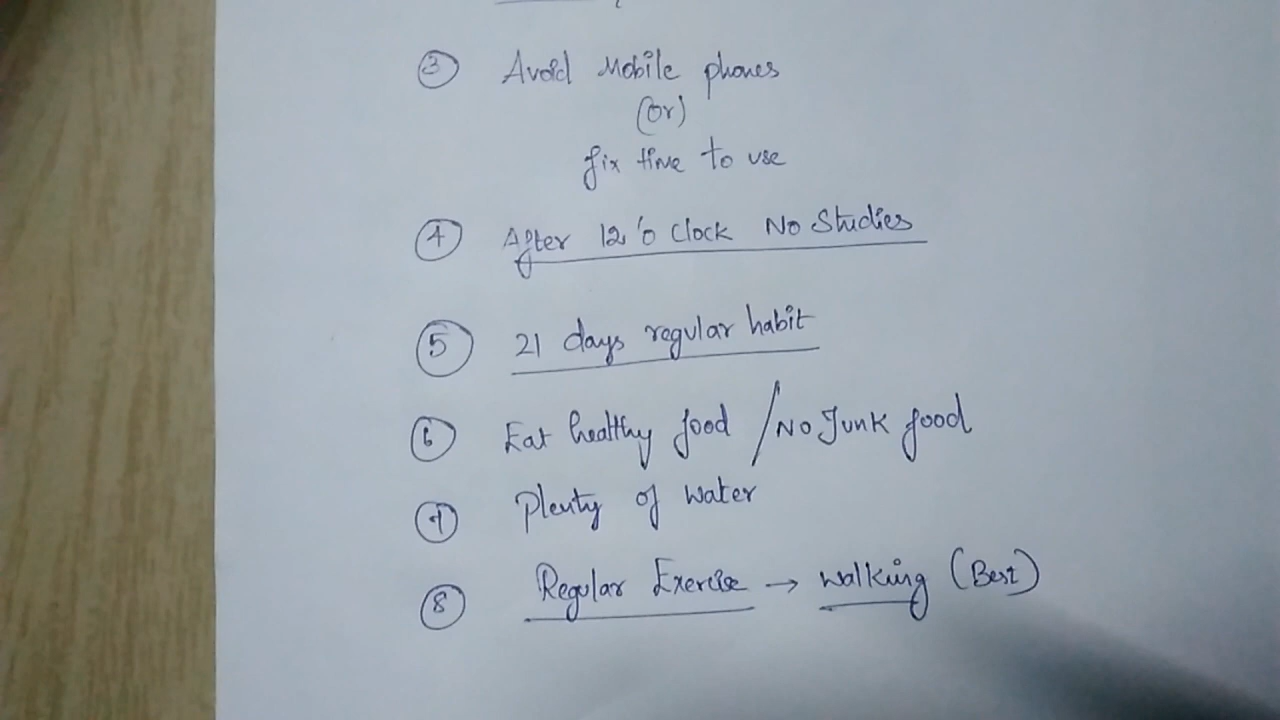 ③ Avoid Mobile phones
(or)
fix time to use
④ After 12 'o Clock No Studies
⑤ 21 days regular habit
⑥ Eat healthy food / No Junk food
⑦ Plenty of water
⑧ Regular Exercise → Walking (Best)